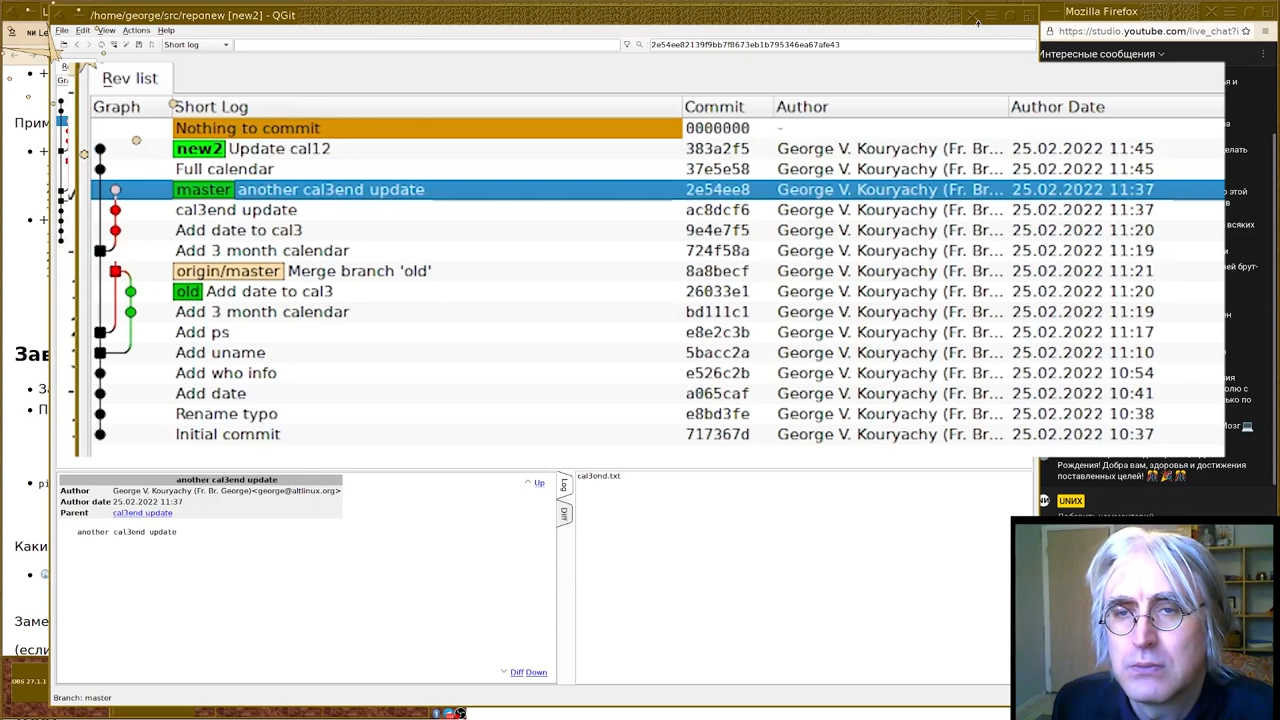 /home/george/src/reponew [new2] - QGit
Mozilla Firefox
File Edit View Actions Help
https://studio.youtube.com/live_chat?i
Short log
2e54ee82139f9bb7f8673eb1b795346ea67afe43
Интересные сообщения
Rev list
Graph Short Log Commit Author Author Date
Nothing to commit 0000000 -
new2 Update cal12 383a2f5 George V. Kouryachy (Fr. Br... 25.02.2022 11:45
Full calendar 37e5e58 George V. Kouryachy (Fr. Br... 25.02.2022 11:45
master another cal3end update 2e54ee8 George V. Kouryachy (Fr. Br... 25.02.2022 11:37
cal3end update ac8dcf6 George V. Kouryachy (Fr. Br... 25.02.2022 11:37
Add date to cal3 9e4e7f5 George V. Kouryachy (Fr. Br... 25.02.2022 11:20
Add 3 month calendar 724f58a George V. Kouryachy (Fr. Br... 25.02.2022 11:19
origin/master Merge branch 'old' 8a8becf George V. Kouryachy (Fr. Br... 25.02.2022 11:21
old Add date to cal3 26033e1 George V. Kouryachy (Fr. Br... 25.02.2022 11:20
Add 3 month calendar bd111c1 George V. Kouryachy (Fr. Br... 25.02.2022 11:19
Add ps e8e2c3b George V. Kouryachy (Fr. Br... 25.02.2022 11:17
Add uname 5bacc2a George V. Kouryachy (Fr. Br... 25.02.2022 11:10
Add who info e526c2b George V. Kouryachy (Fr. Br... 25.02.2022 10:54
Add date a065caf George V. Kouryachy (Fr. Br... 25.02.2022 10:41
Rename typo e8bd3fe George V. Kouryachy (Fr. Br... 25.02.2022 10:38
Initial commit 717367d George V. Kouryachy (Fr. Br... 25.02.2022 10:37
Мозг
Рождения! Добра вам, здоровья и достижения
поставленных целей!
UNИX
another cal3end update
Author George V. Kouryachy (Fr. Br. George)<george@altlinux.org>
Author date 25.02.2022 11:37
Parent cal3end update
another cal3end update
Up
Log
Diff
cal3end.txt
Diff Down
Branch: master
Прим
Зав
Каки
Заме
(если
OBS 27.1.